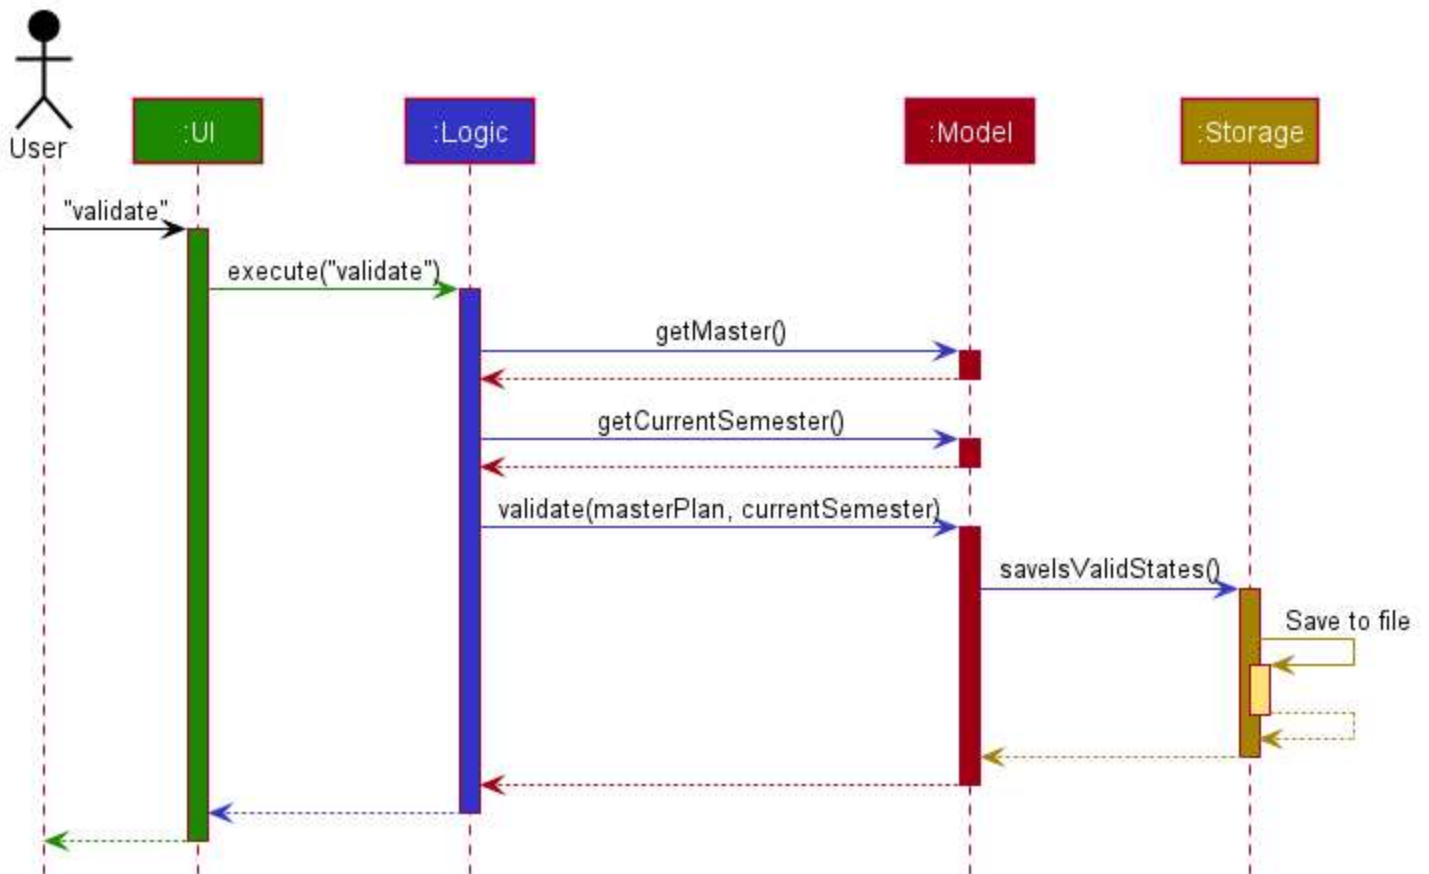 User
:UI
:Logic
:Model
:Storage
"validate"
execute("validate")
getMaster()
getCurrentSemester()
validate(masterPlan, currentSemester)
saveIsValidStates()
Save to file